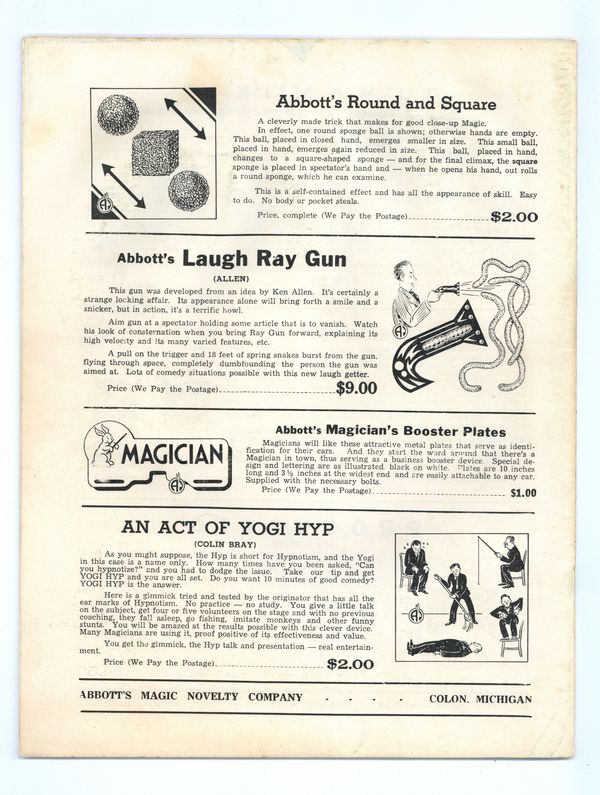 Abbott's Round and Square
A cleverly made trick that makes for good close-up Magic.
In effect, one round sponge ball is shown; otherwise hands are empty.
This ball, placed in closed hand, emerges smaller in size. This small ball,
placed in hand, emerges again reduced in size. This ball, placed in hand,
changes to a square-shaped sponge — and for the final climax, the square
sponge is placed in spectator's hand and — when he opens his hand, out rolls
a round sponge, which he can examine.
This is a self-contained effect and has all the appearance of skill. Easy
to do. No body or pocket steals.
Price, complete (We Pay the Postage) $2.00
Abbott's Laugh Ray Gun
(ALLEN)
This gun was developed from an idea by Ken Allen. It's certainly a
strange locking affair. Its appearance alone will bring forth a smile and a
snicker, but in action, it's a terrific howl.
Aim gun at a spectator holding some article that is to vanish. Watch
his look of consternation when you bring Ray Gun forward, explaining its
high velocity and its many varied features, etc.
A pull on the trigger and 18 feet of spring snakes burst from the gun.
flying through space, completely dumbfounding the person the gun was
aimed at. Lots of comedy situations possible with this new laugh getter.
Price (We Pay the Postage) $9.00
MAGICIAN
Abbott's Magician's Booster Plates
Magicians will like these attractive metal plates that serve as identi-
fication for their cars. And they start the word around that there's a
Magician in town, thus serving as a business booster device. Special de-
sign and lettering are as illustrated. black on white. Plates are 10 inches
long and 3½ inches at the widest end and are easily attachable to any car.
Supplied with the necessary bolts.
Price (We Pay the Postage) $1.00
AN ACT OF YOGI HYP
(COLIN BRAY)
As you might suppose, the Hyp is short for Hypnotism, and the Yogi
in this case is a name only. How many times have you been asked, "Can
you hypnotize?" and you had to dodge the issue. Take our tip and get
YOGI HYP and you are all set. Do you want 10 minutes of good comedy?
YOGI HYP is the answer.
Here is a gimmick tried and tested by the originator that has all the
ear marks of Hypnotism. No practice — no study. You give a little talk
on the subject, get four or five volunteers on the stage and with no previous
coaching, they fall asleep, go fishing, imitate monkeys and other funny
stunts. You will be amazed at the results possible with this clever device.
Many Magicians are using it, proof positive of its effectiveness and value.
You get the gimmick, the Hyp talk and presentation — real entertain-
ment.
Price (We Pay the Postage) $2.00
ABBOTT'S MAGIC NOVELTY COMPANY - - - - COLON. MICHIGAN